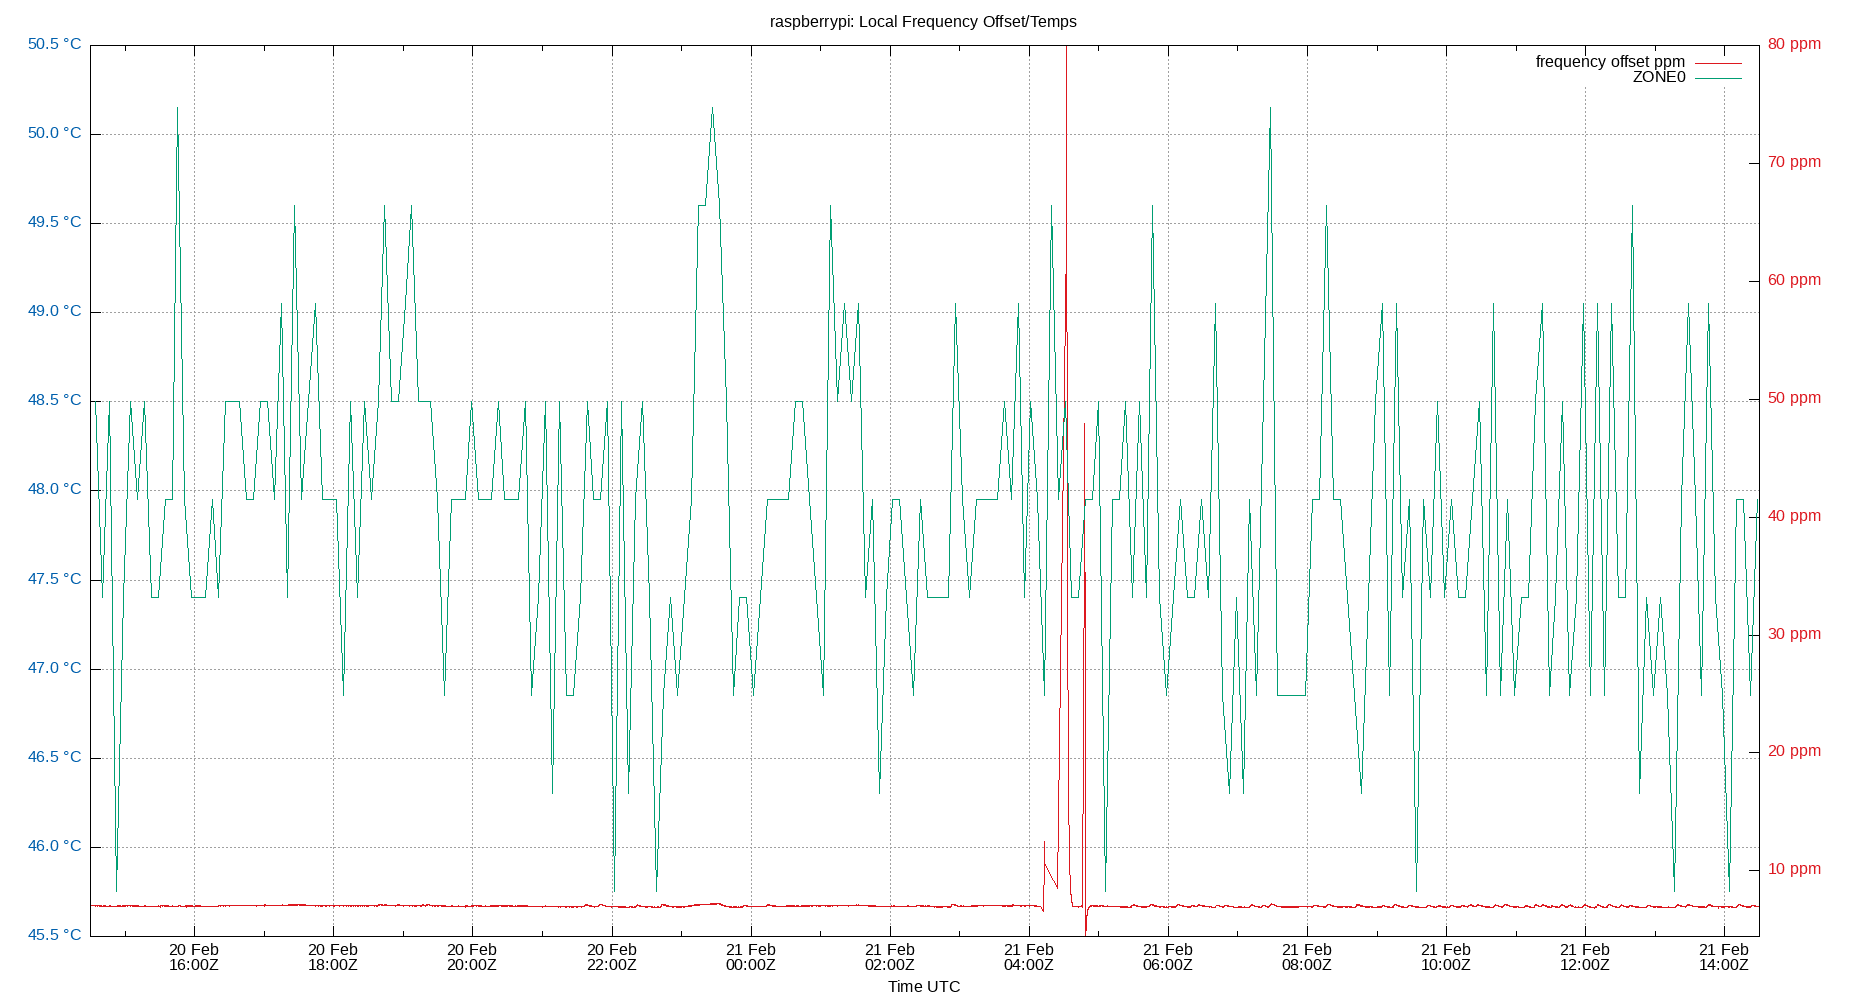 raspberrypi: Local Frequency Offset/Temps
50.5 °C
50.0 °C
49.5 °C
49.0 °C
48.5 °C
48.0 °C
47.5 °C
47.0 °C
46.5 °C
46.0 °C
45.5 °C
80 ppm
70 ppm
60 ppm
50 ppm
40 ppm
30 ppm
20 ppm
10 ppm
frequency offset ppm
ZONE0
20 Feb
16:00Z
20 Feb
18:00Z
20 Feb
20:00Z
20 Feb
22:00Z
21 Feb
00:00Z
21 Feb
02:00Z
21 Feb
04:00Z
21 Feb
06:00Z
21 Feb
08:00Z
21 Feb
10:00Z
21 Feb
12:00Z
21 Feb
14:00Z
Time UTC